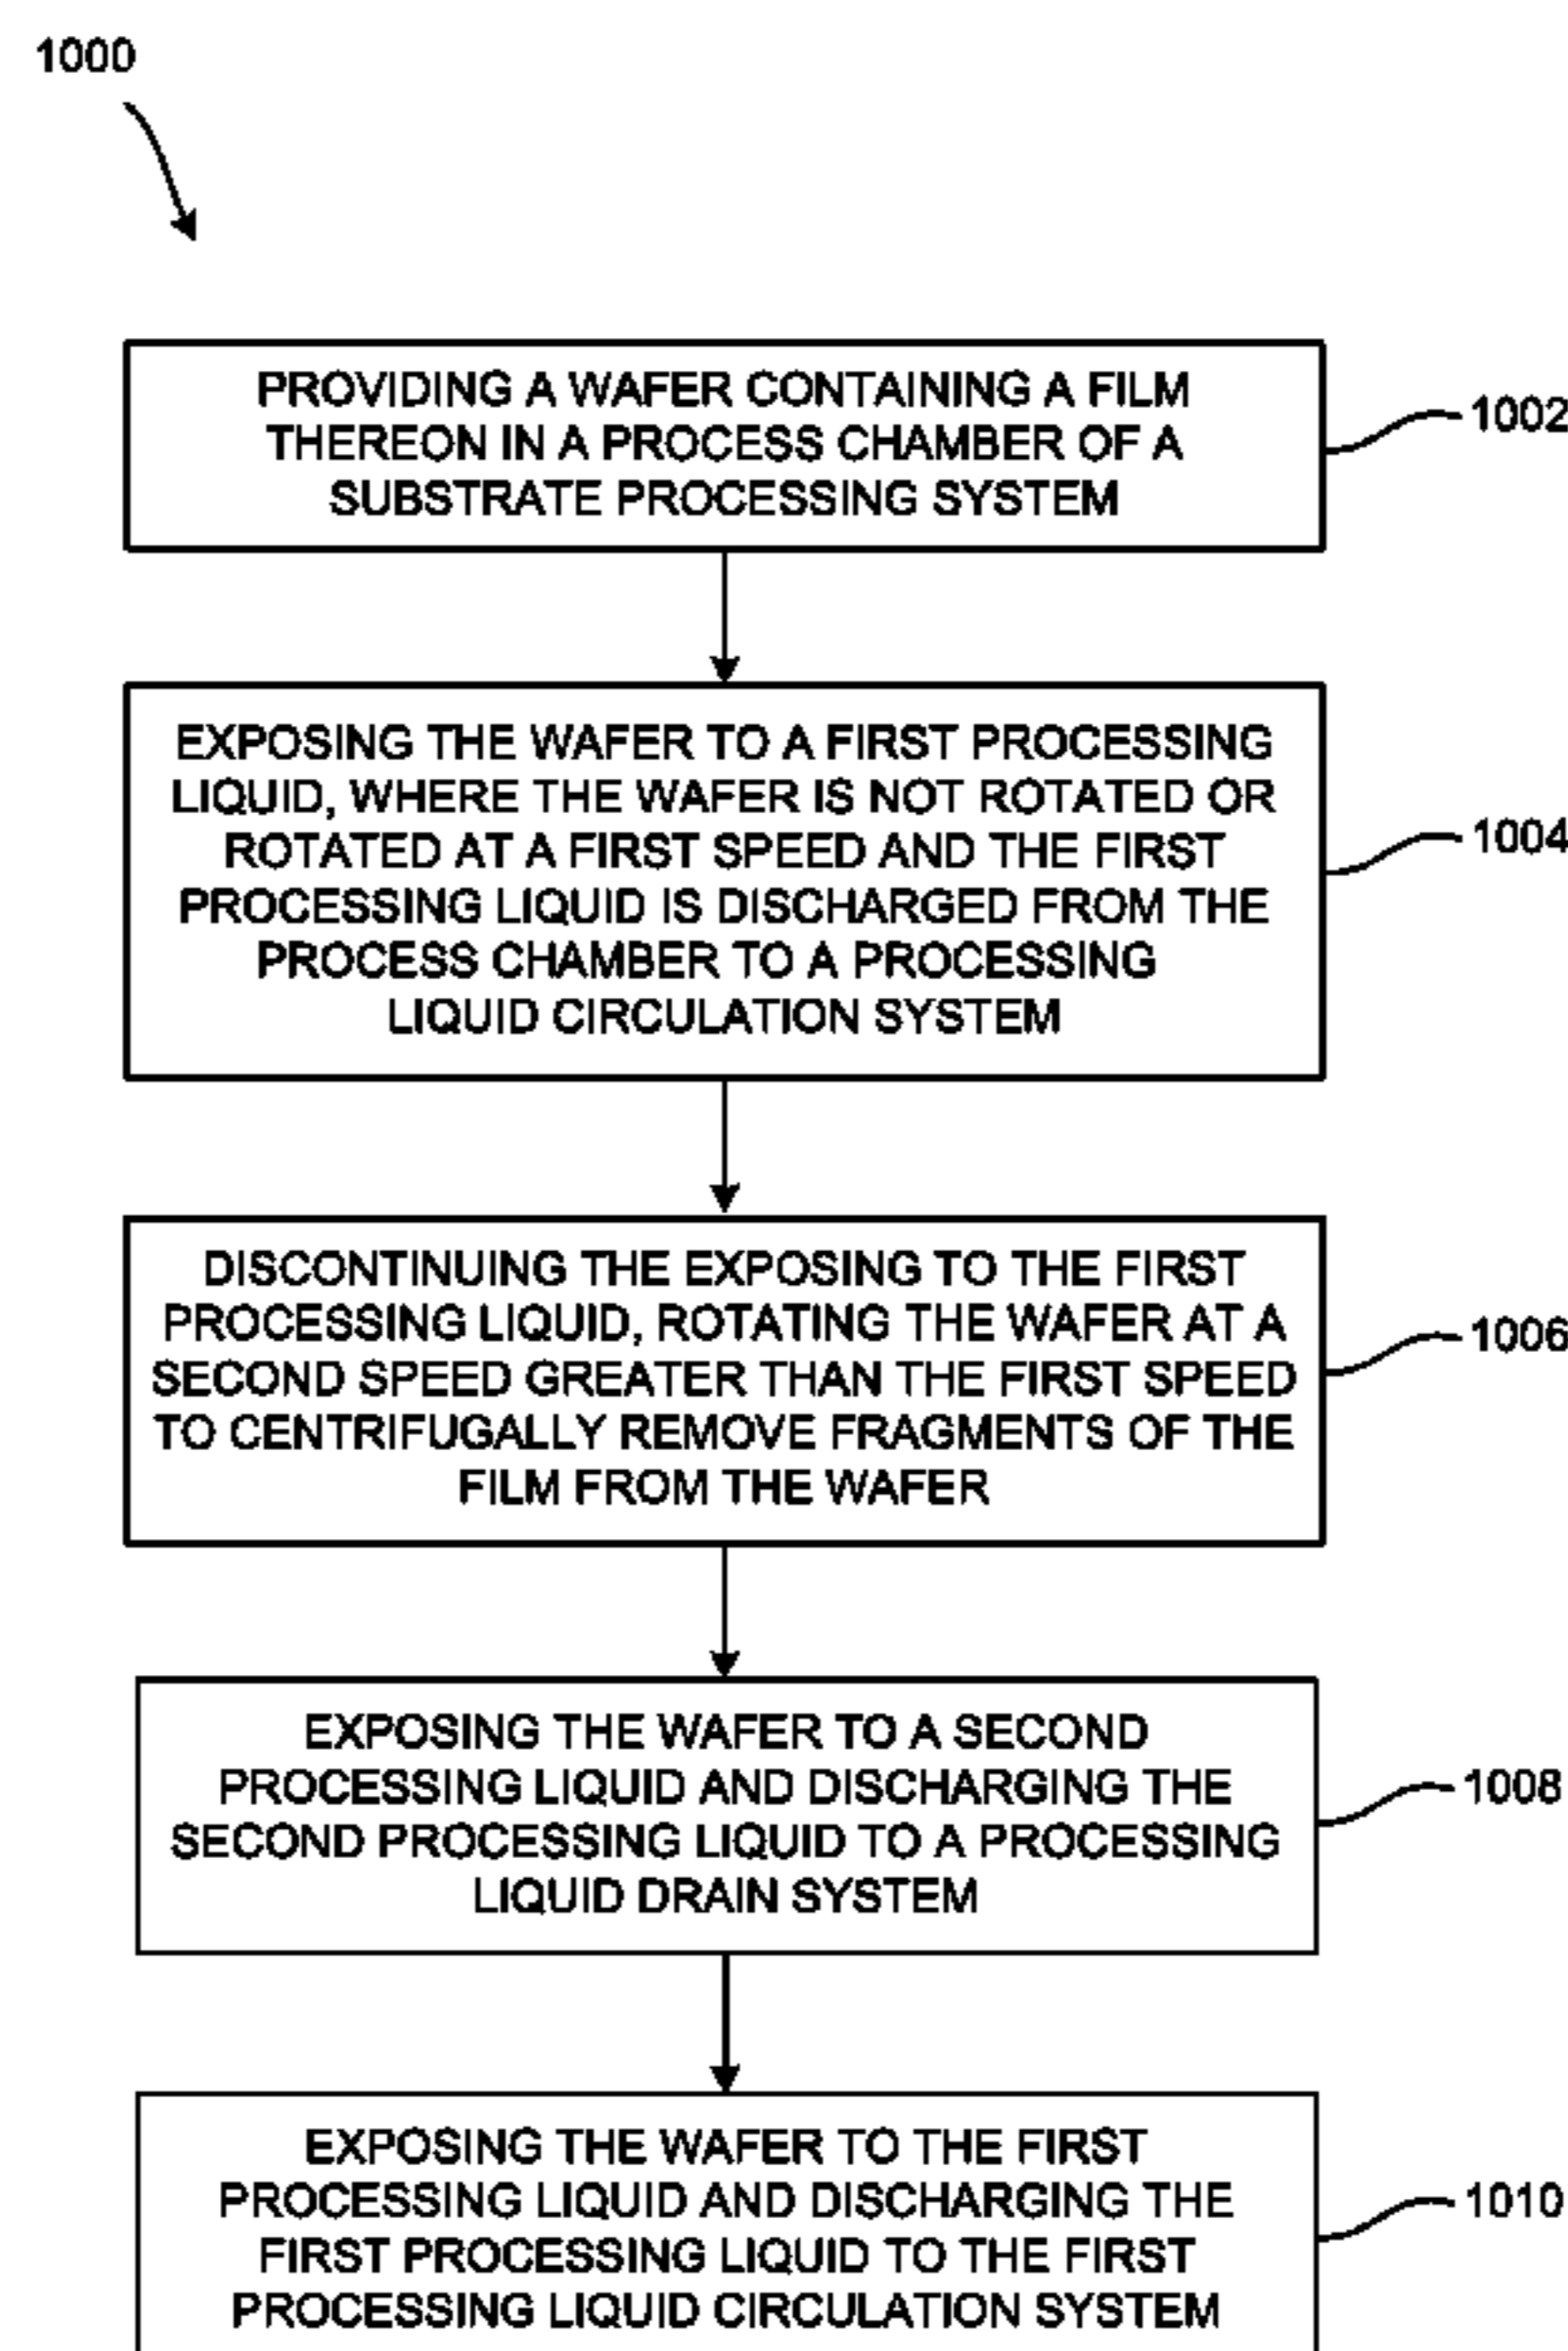 1000
PROVIDING A WAFER CONTAINING A FILM
THEREON IN A PROCESS CHAMBER OF A
SUBSTRATE PROCESSING SYSTEM
1002
EXPOSING THE WAFER TO A FIRST PROCESSING
LIQUID, WHERE THE WAFER IS NOT ROTATED OR
ROTATED AT A FIRST SPEED AND THE FIRST
PROCESSING LIQUID IS DISCHARGED FROM THE
PROCESS CHAMBER TO A PROCESSING
LIQUID CIRCULATION SYSTEM
1004
DISCONTINUING THE EXPOSING TO THE FIRST
PROCESSING LIQUID, ROTATING THE WAFER AT A
SECOND SPEED GREATER THAN THE FIRST SPEED
TO CENTRIFUGALLY REMOVE FRAGMENTS OF THE
FILM FROM THE WAFER
1006
EXPOSING THE WAFER TO A SECOND
PROCESSING LIQUID AND DISCHARGING THE
SECOND PROCESSING LIQUID TO A PROCESSING
LIQUID DRAIN SYSTEM
1008
EXPOSING THE WAFER TO THE FIRST
PROCESSING LIQUID AND DISCHARGING THE
FIRST PROCESSING LIQUID TO THE FIRST
PROCESSING LIQUID CIRCULATION SYSTEM
1010